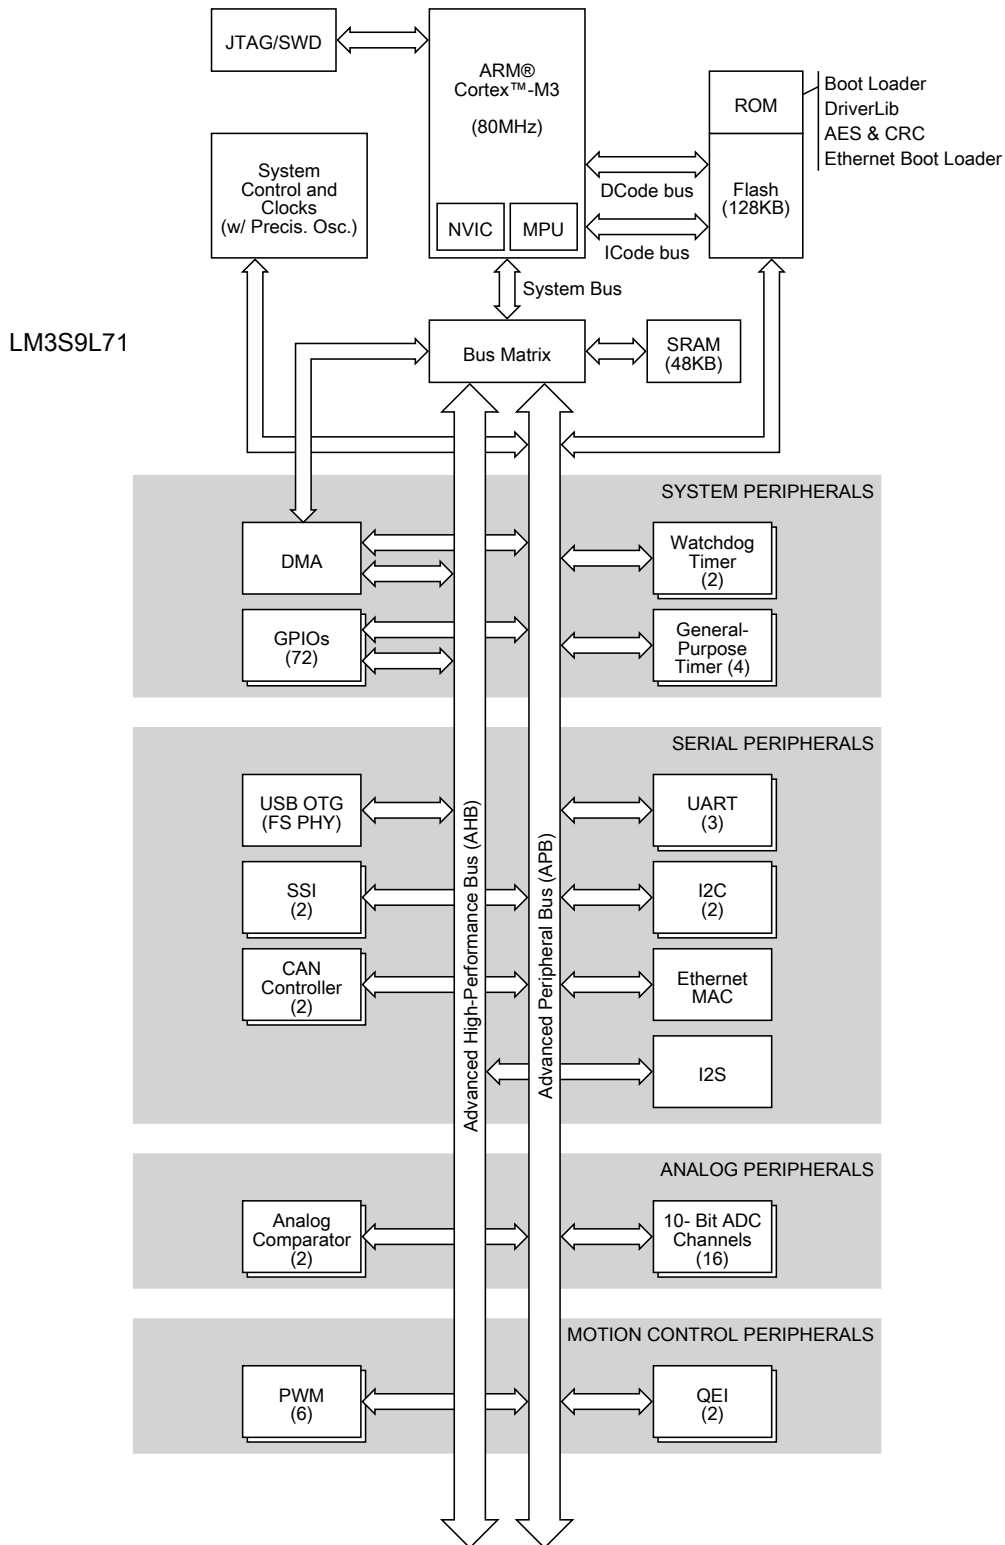 JTAG/SWD
ARM®
Cortex™-M3
(80MHz)
NVIC
MPU
ROM
Flash
(128KB)
Boot Loader
DriverLib
AES & CRC
Ethernet Boot Loader
DCode bus
ICode bus
System
Control and
Clocks
(w/ Precis. Osc.)
System Bus
LM3S9L71
Bus Matrix
SRAM
(48KB)
SYSTEM PERIPHERALS
DMA
Watchdog
Timer
(2)
GPIOs
(72)
General-
Purpose
Timer (4)
SERIAL PERIPHERALS
USB OTG
(FS PHY)
UART
(3)
SSI
(2)
I2C
(2)
CAN
Controller
(2)
Ethernet
MAC
I2S
Advanced High-Performance Bus (AHB)
Advanced Peripheral Bus (APB)
ANALOG PERIPHERALS
Analog
Comparator
(2)
10- Bit ADC
Channels
(16)
MOTION CONTROL PERIPHERALS
PWM
(6)
QEI
(2)